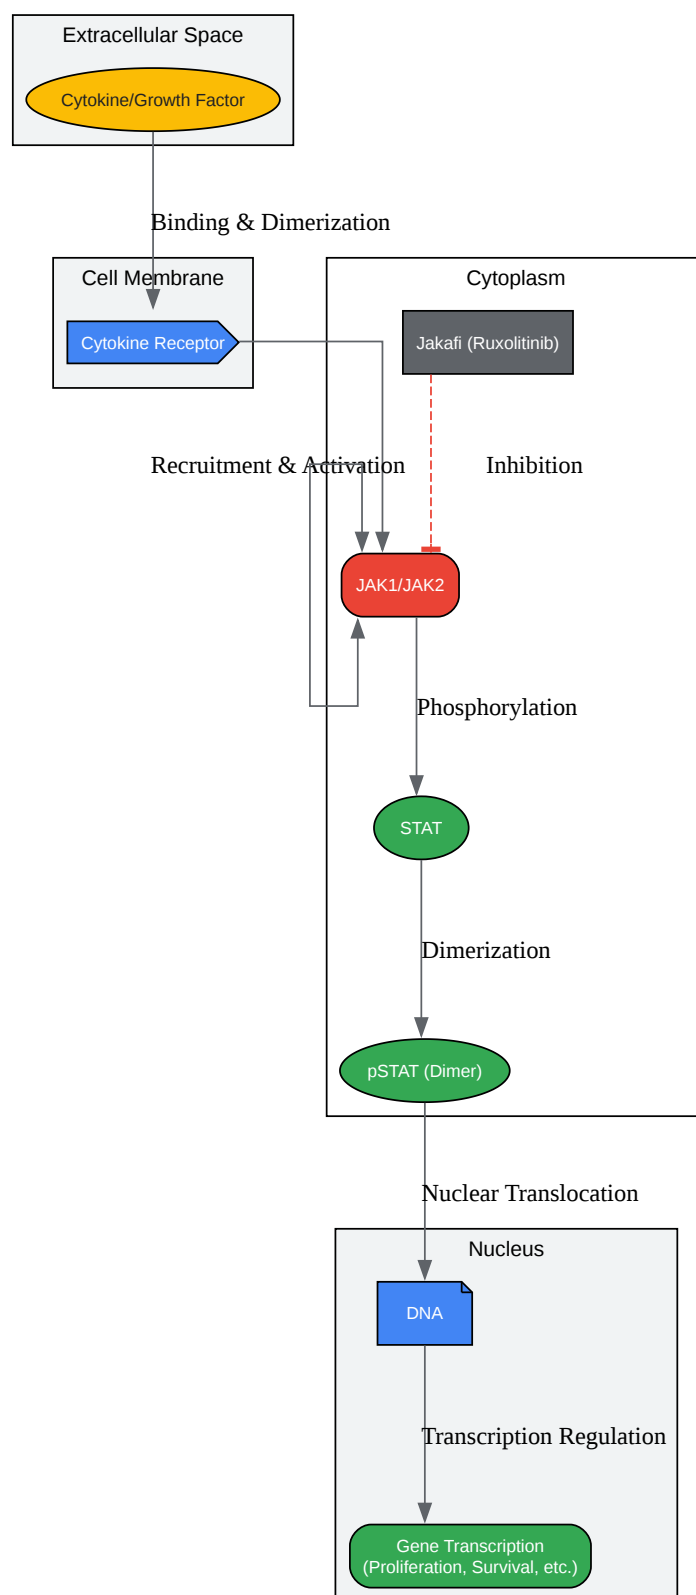 Extracellular Space
Cytokine/Growth Factor
Binding & Dimerization
Cell Membrane
Cytokine Receptor
Cytoplasm
Jakafi (Ruxolitinib)
Recruitment & Activation
Inhibition
JAK1/JAK2
Phosphorylation
STAT
Dimerization
pSTAT (Dimer)
Nuclear Translocation
Nucleus
DNA
Transcription Regulation
Gene Transcription
(Proliferation, Survival, etc.)